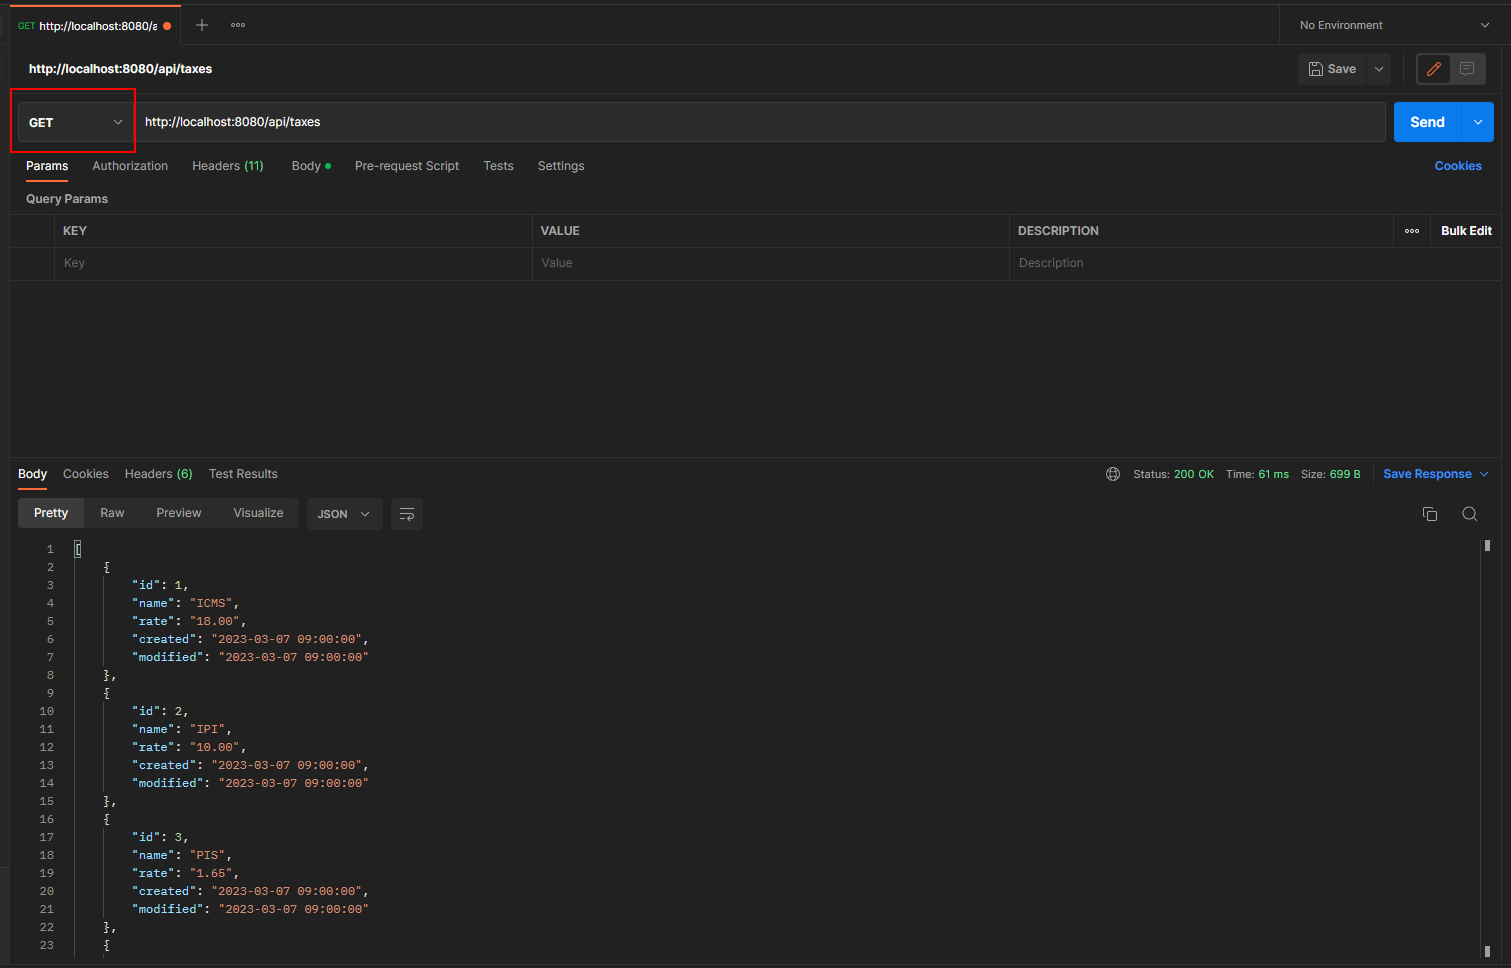 GET http://localhost:8080/a
No Environment
http://localhost:8080/api/taxes
Save
GET http://localhost:8080/api/taxes Send
Params Authorization Headers (11) Body Pre-request Script Tests Settings Cookies
Query Params
KEY VALUE DESCRIPTION Bulk Edit
Key Value Description
Body Cookies Headers (6) Test Results Status: 200 OK Time: 61 ms Size: 699 B Save Response
Pretty Raw Preview Visualize JSON
1 [
2 {
3 "id": 1,
4 "name": "ICMS",
5 "rate": "18.00",
6 "created": "2023-03-07 09:00:00",
7 "modified": "2023-03-07 09:00:00"
8 },
9 {
10 "id": 2,
11 "name": "IPI",
12 "rate": "10.00",
13 "created": "2023-03-07 09:00:00",
14 "modified": "2023-03-07 09:00:00"
15 },
16 {
17 "id": 3,
18 "name": "PIS",
19 "rate": "1.65",
20 "created": "2023-03-07 09:00:00",
21 "modified": "2023-03-07 09:00:00"
22 },
23 {